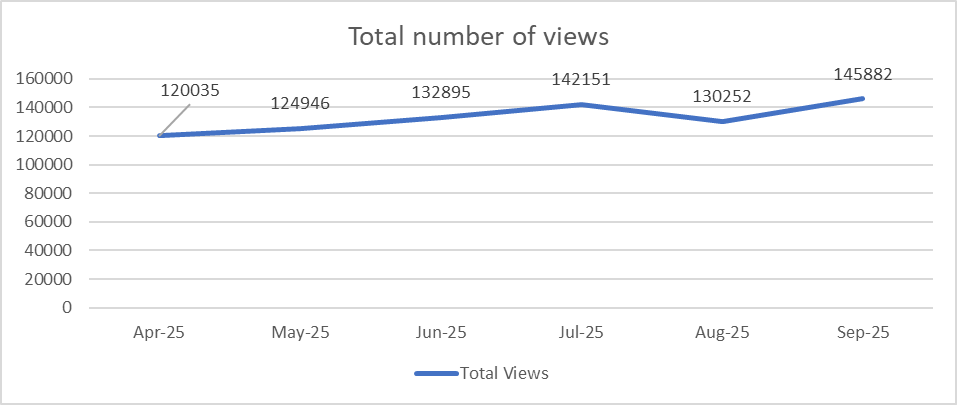 Total number of views
160000
140000
120000
100000
80000
60000
40000
20000
0
120035
124946
132895
142151
130252
145882
Apr-25
May-25
Jun-25
Jul-25
Aug-25
Sep-25
Total Views